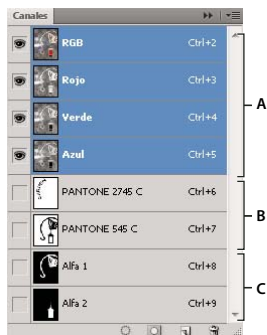 Canales
RGB Ctrl+2
Rojo Ctrl+3
Verde Ctrl+4
Azul Ctrl+5
A
PANTONE 2745 C Ctrl+6
PANTONE 545 C Ctrl+7
B
Alfa 1 Ctrl+8
Alfa 2 Ctrl+9
C